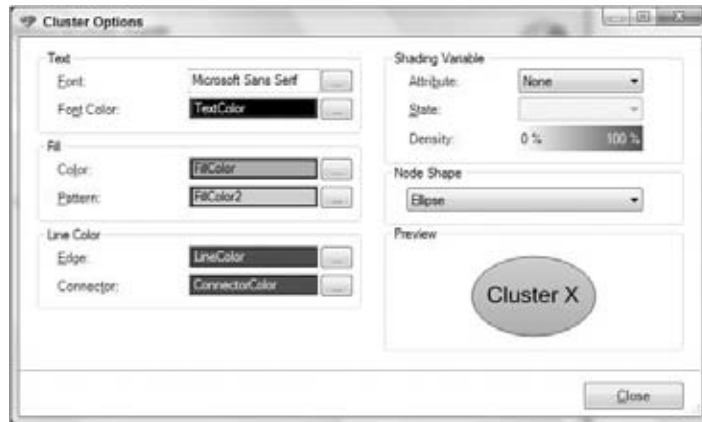 Cluster Options
Text
Font:
Microsoft Sans Serif
...
Font Color:
TextColor
...
Fill
Color:
FillColor
...
Pattern:
FillColor2
...
Line Color
Edge:
LineColor
...
Connector:
ConnectorColor
...
Shading Variable
Attribute:
None
State:
Density:
0 %
100 %
Node Shape
Ellipse
Preview
Cluster X
Close